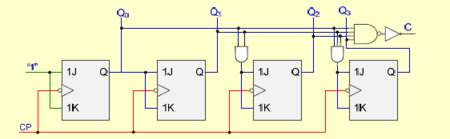 Q₀ Q₁ Q₂ Q₃
C
"1" 1J Q 1J Q 1J Q 1J Q
1K 1K 1K 1K
CP